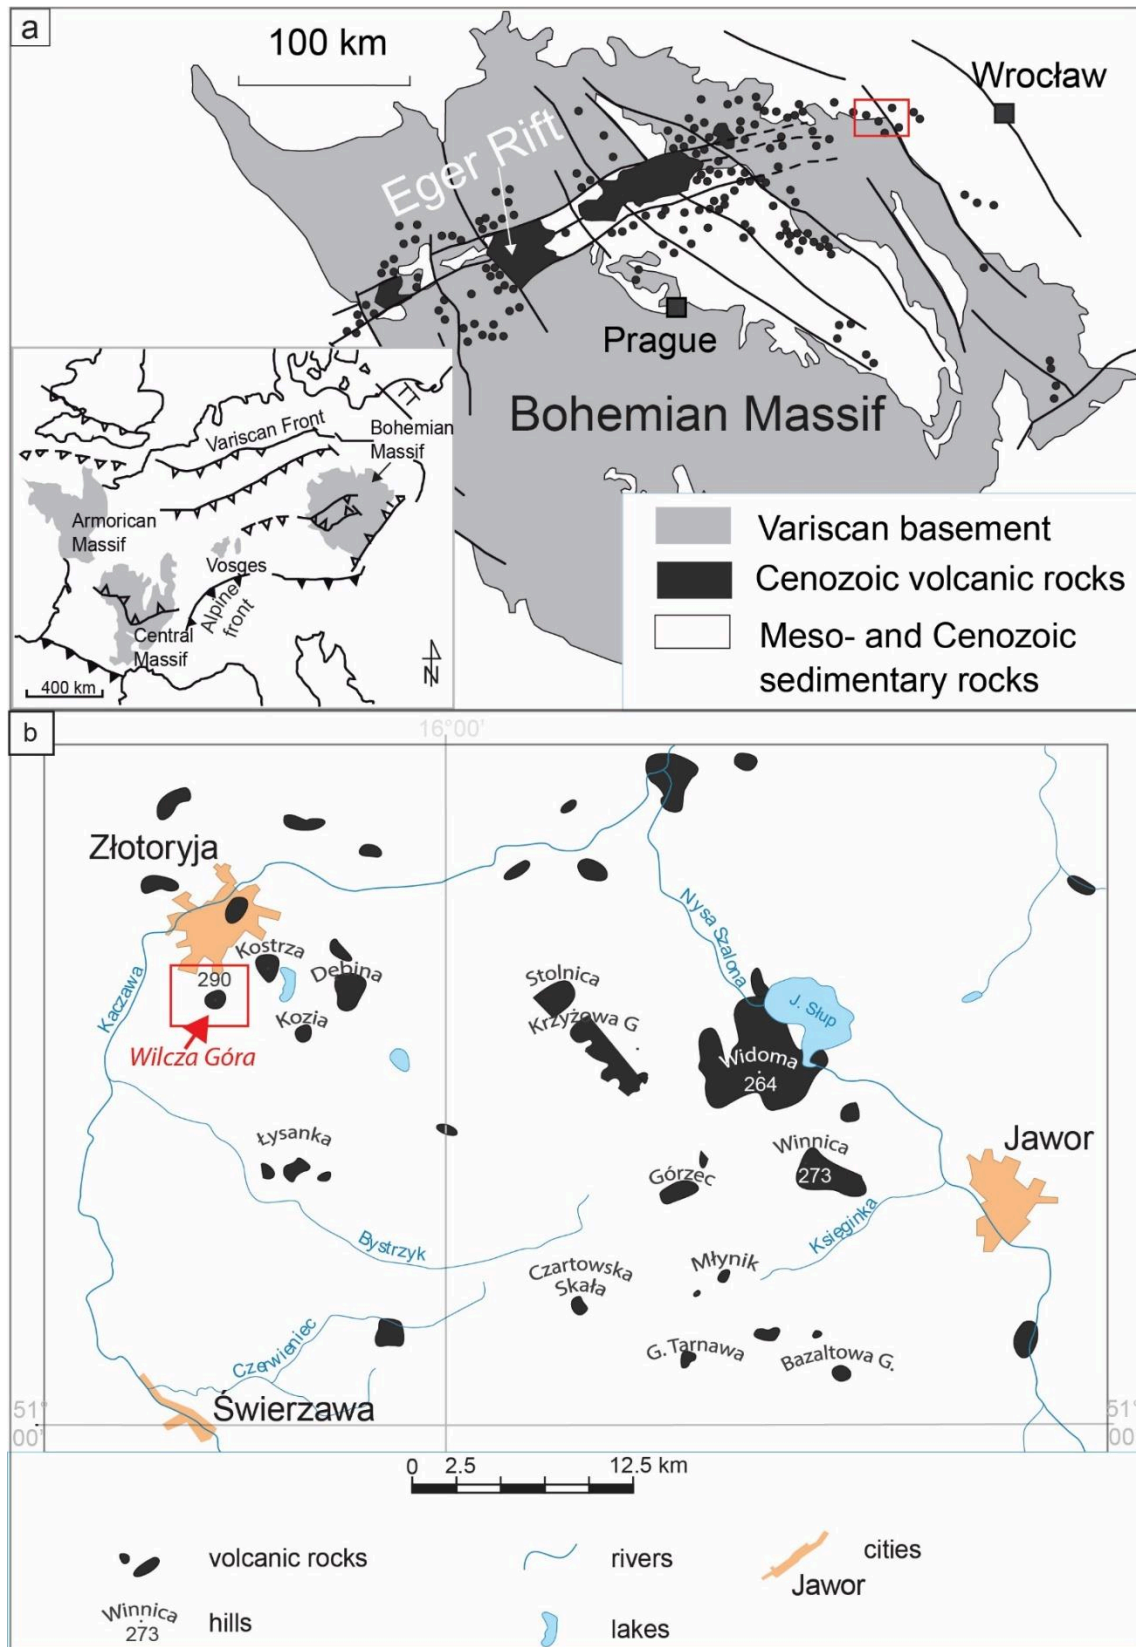 a
100 km
Wrocław
Eger Rift
Prague
Bohemian Massif
TT
Variscan Front
Bohemian
Massif
Armorican
Massif
Vosges
Alpine
front
Central
Massif
400 km
N
Variscan basement
Cenozoic volcanic rocks
Meso- and Cenozoic
sedimentary rocks
b
16°00'
Złotoryja
Kaczawa
Kostrza
290
Dębina
Kozia
Wilcza Góra
Stolnica
Krzyżowa G
Nysa Szalona
J. Słup
Widoma
264
Łysanka
Winnica
273
Jawor
Górzec
Księginka
Bystrzyk
Czartowska
Skała
Młynik
G. Tarnawa
Bazaltowa G.
Czerwieniec
Świerzawa
51°
00'
51°
00'
0 2.5 12.5 km
volcanic rocks
rivers
cities
Jawor
Winnica
273
hills
lakes